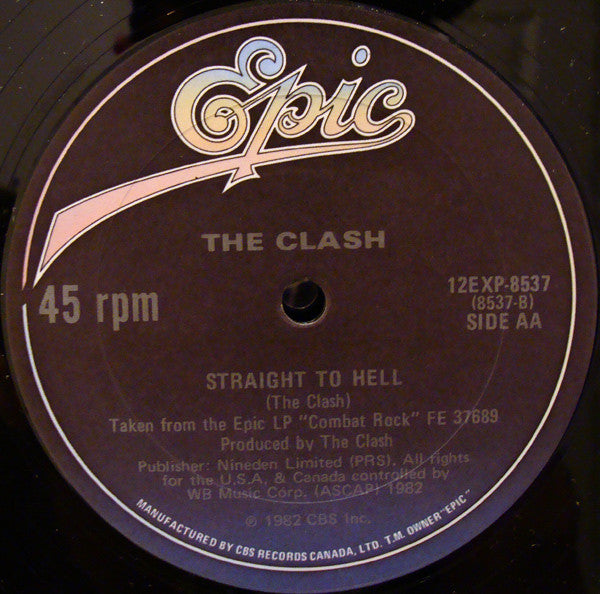 Epic
THE CLASH
45 rpm
12EXP-8537
(8537-B)
SIDE AA
STRAIGHT TO HELL
(The Clash)
Taken from the Epic LP "Combat Rock" FE 37689
Produced by The Clash
Publisher: Nineden Limited (PRS). All rights
for the U.S.A. & Canada controlled by
WB Music Corp. (ASCAP) 1982
© 1982 CBS Inc.
MANUFACTURED BY CBS RECORDS CANADA, LTD. T.M. OWNER "EPIC"